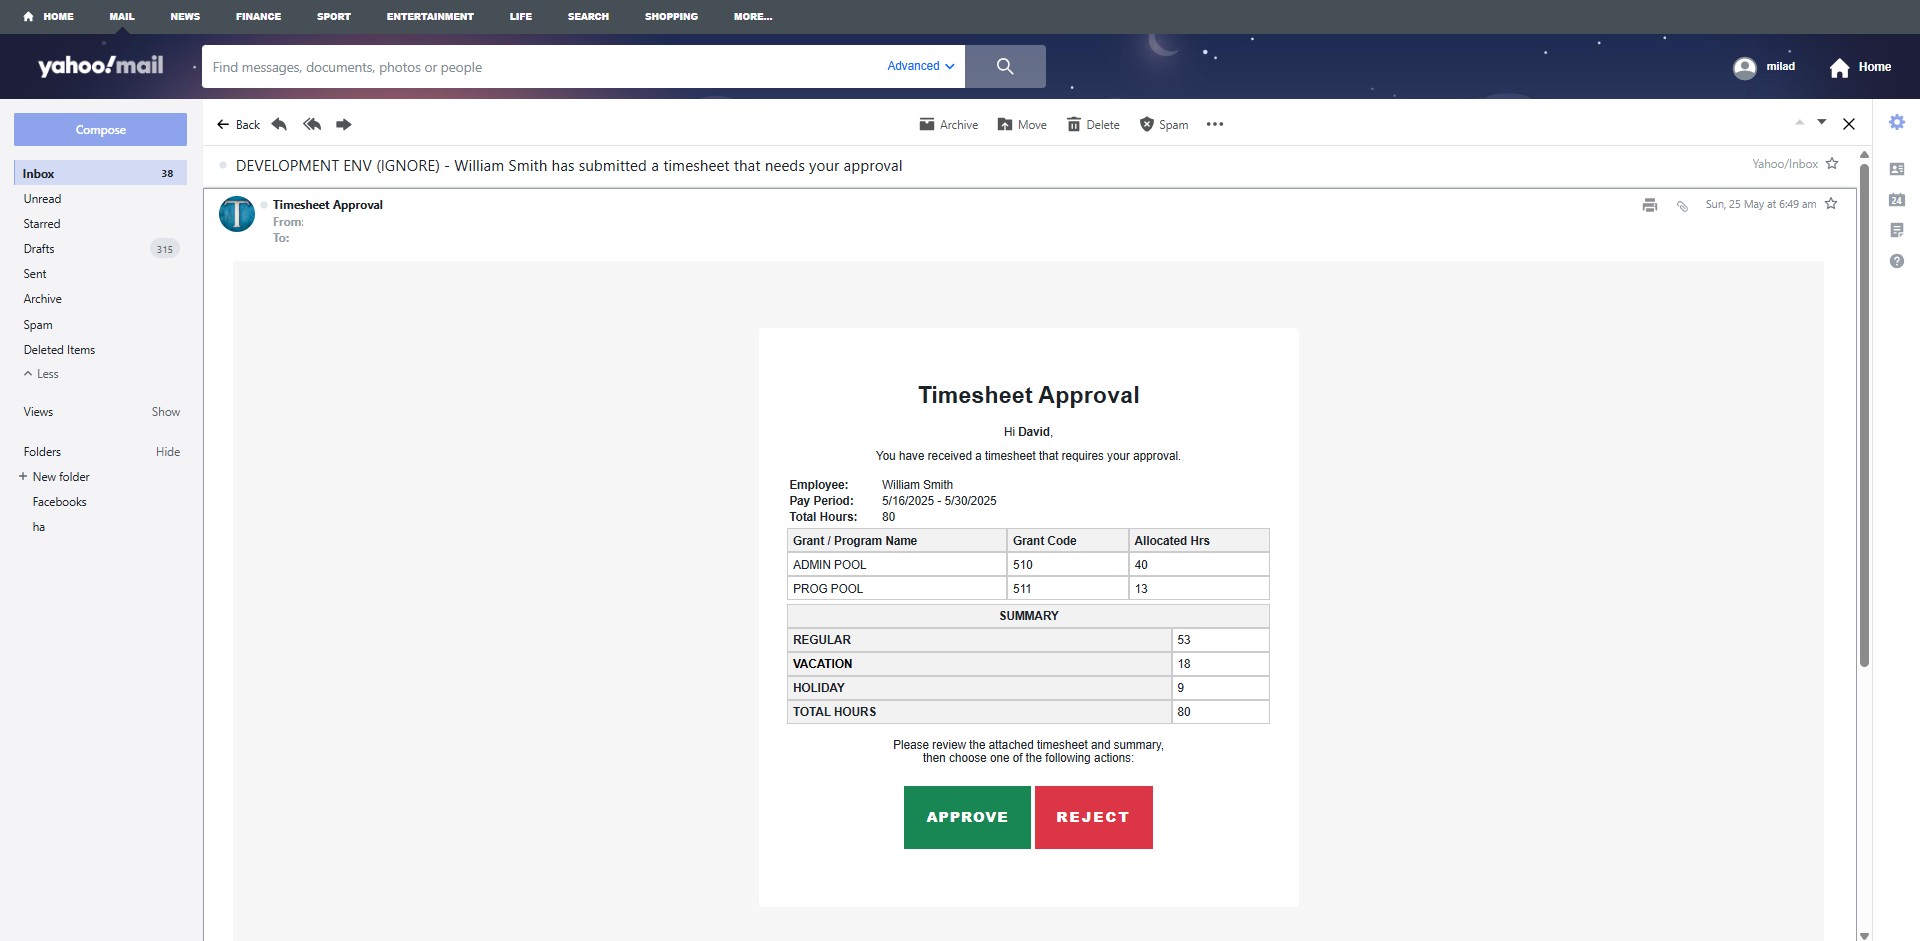 HOME MAIL NEWS FINANCE SPORT ENTERTAINMENT LIFE SEARCH SHOPPING MORE...
yahoo!mail
Find messages, documents, photos or people
Advanced
milad
Home
Compose
Back
Archive Move Delete Spam
Inbox 38
Unread
Starred
Drafts 315
Sent
Archive
Spam
Deleted Items
Less
Views Show
Folders Hide
+ New folder
Facebooks
ha
DEVELOPMENT ENV (IGNORE) - William Smith has submitted a timesheet that needs your approval
Yahoo/Inbox
T
Timesheet Approval
From:
To:
Sun, 25 May at 6:49 am
24
?
Timesheet Approval
Hi David,
You have received a timesheet that requires your approval.
Employee: William Smith
Pay Period: 5/16/2025 - 5/30/2025
Total Hours: 80
Grant / Program Name Grant Code Allocated Hrs
ADMIN POOL 510 40
PROG POOL 511 13
SUMMARY
REGULAR 53
VACATION 18
HOLIDAY 9
TOTAL HOURS 80
Please review the attached timesheet and summary,
then choose one of the following actions:
APPROVE REJECT